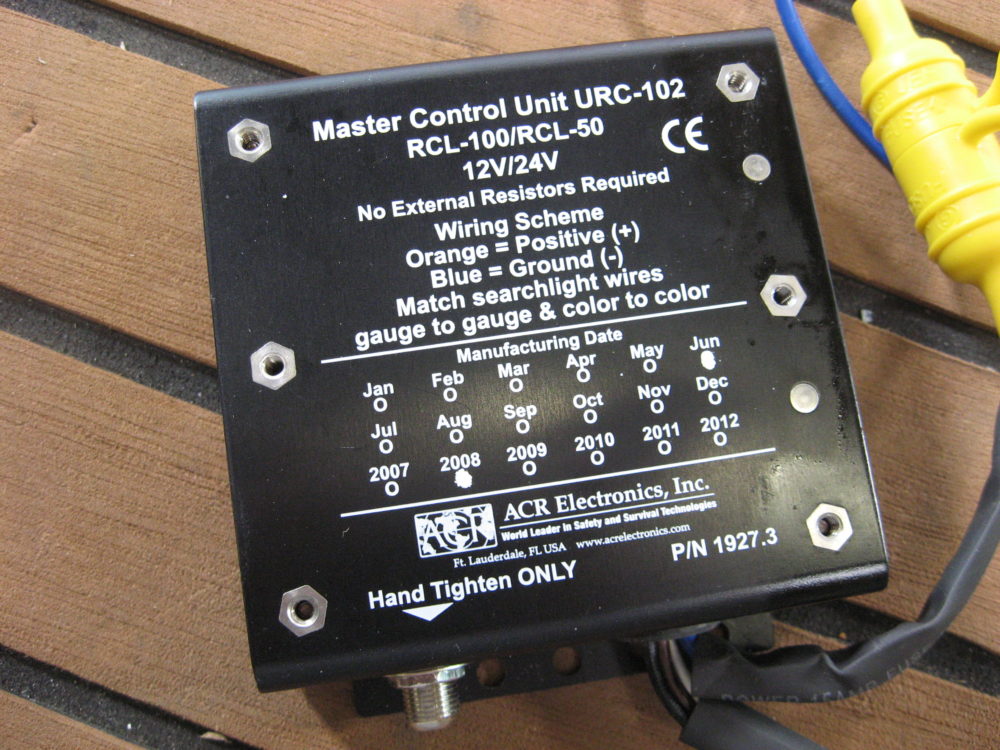 Master Control Unit URC-102
RCL-100/RCL-50
12V/24V
CE
No External Resistors Required
Wiring Scheme
Orange = Positive (+)
Blue = Ground (-)
Match searchlight wires
gauge to gauge & color to color
Manufacturing Date
Jan Feb Mar Apr May Jun
Jul Aug Sep Oct Nov Dec
2007 2008 2009 2010 2011 2012
ACR
ACR Electronics, Inc.
World Leader in Safety and Survival Technologies
Ft. Lauderdale, FL USA www.acrelectronics.com
P/N 1927.3
Hand Tighten ONLY
POWER 15AMP